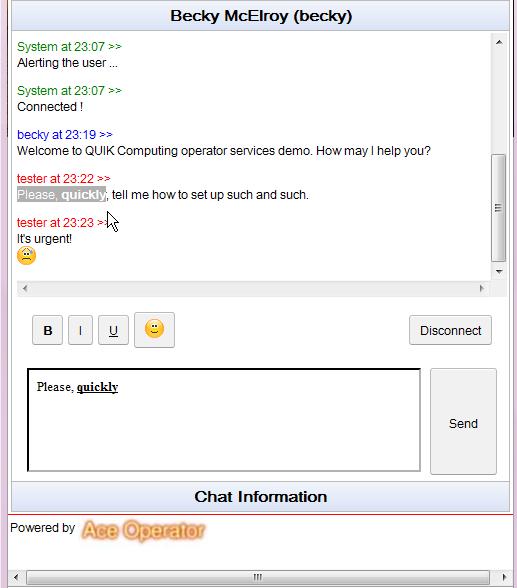 Becky McElroy (becky)
System at 23:07 >>
Alerting the user ...
System at 23:07 >>
Connected !
becky at 23:19 >>
Welcome to QUIK Computing operator services demo. How may I help you?
tester at 23:22 >>
Please, quickly, tell me how to set up such and such.
tester at 23:23 >>
It's urgent!
B I U
Disconnect
Please, quickly
Send
Chat Information
Powered by Ace Operator